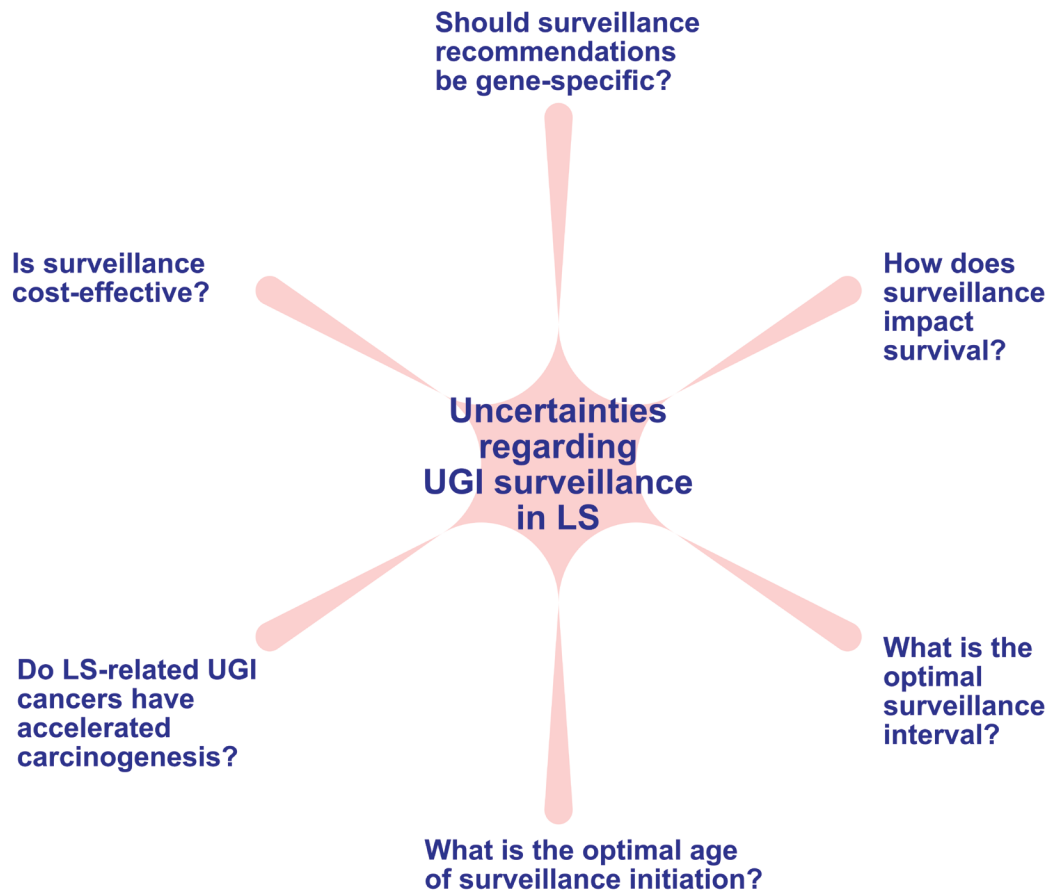 Should surveillance
recommendations
be gene-specific?
Is surveillance
cost-effective?
How does
surveillance
impact
survival?
Uncertainties
regarding
UGI surveillance
in LS
Do LS-related UGI
cancers have
accelerated
carcinogenesis?
What is the
optimal
surveillance
interval?
What is the optimal age
of surveillance initiation?